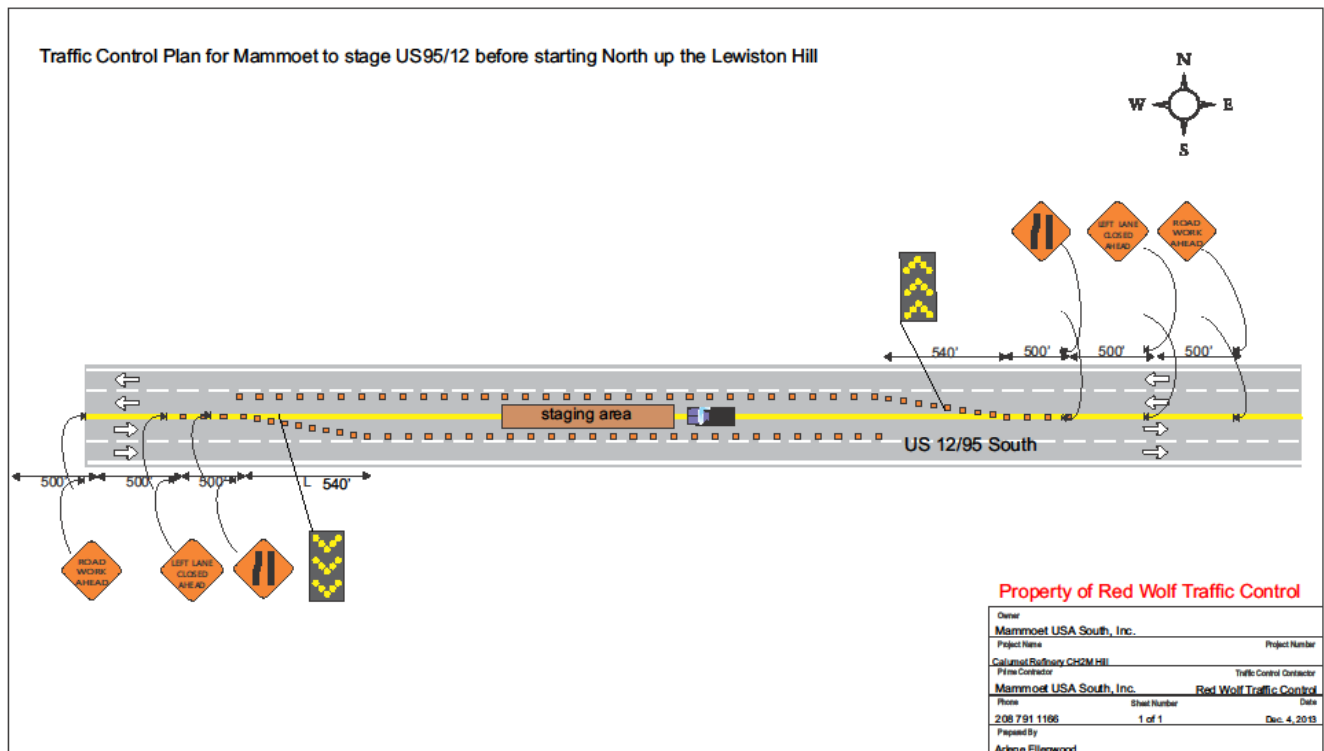 Traffic Control Plan for Mammoet to stage US95/12 before starting North up the Lewiston Hill
N
W E
S
LEFT LANE
CLOSED
AHEAD
ROAD
WORK
AHEAD
540' 500' 500' 500'
staging area
US 12/95 South
500' 500' 500' L 540'
ROAD
WORK
AHEAD
LEFT LANE
CLOSED
AHEAD
Property of Red Wolf Traffic Control
Owner
Mammoet USA South, Inc.
Project Name Project Number
Calumet Refinery CH2M Hill
Prime Contractor Traffic Control Contractor
Mammoet USA South, Inc. Red Wolf Traffic Control
Phone Sheet Number Date
208 791 1166 1 of 1 Dec. 4, 2013
Prepared By
Arlene Ellenwood